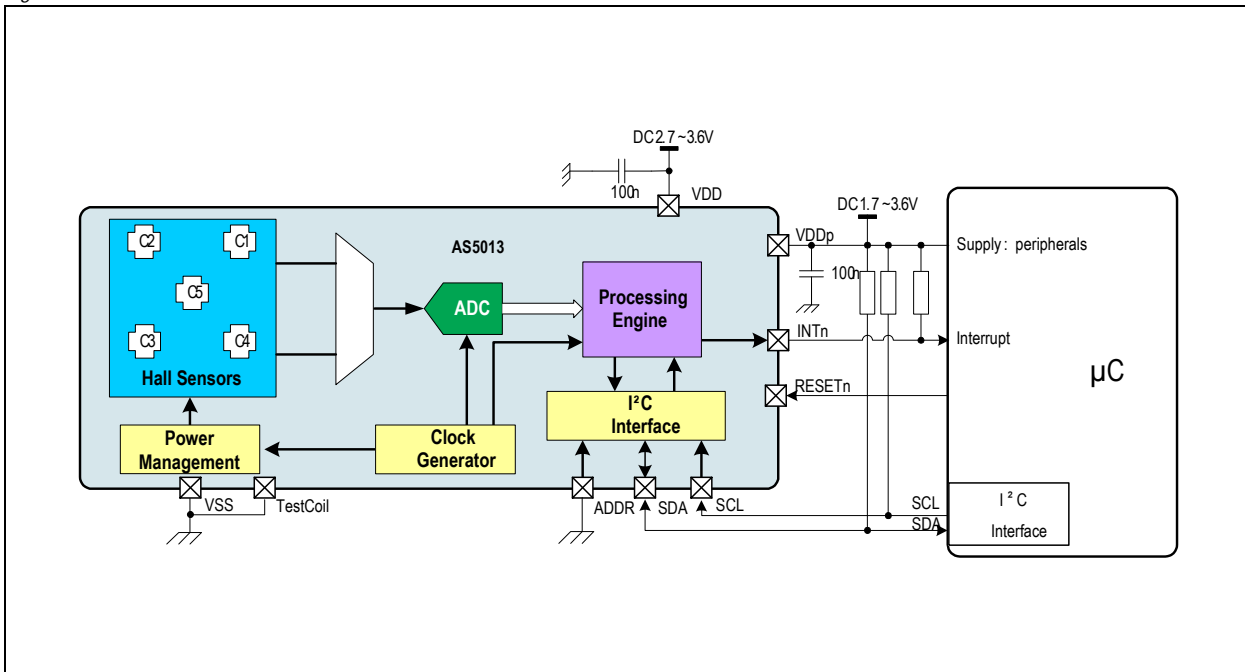 DC2.7~3.6V
100n
VDD
DC1.7~3.6V
C2
C1
AS5013
VDDp
Supply: peripherals
C5
100n
Processing
Engine
ADC
C3
C4
INTn
Interrupt
Hall Sensors
µC
RESETn
I²C
Interface
Power
Management
Clock
Generator
VSS
TestCoil
ADDR
SDA
SCL
SCL
SDA
I²C
Interface